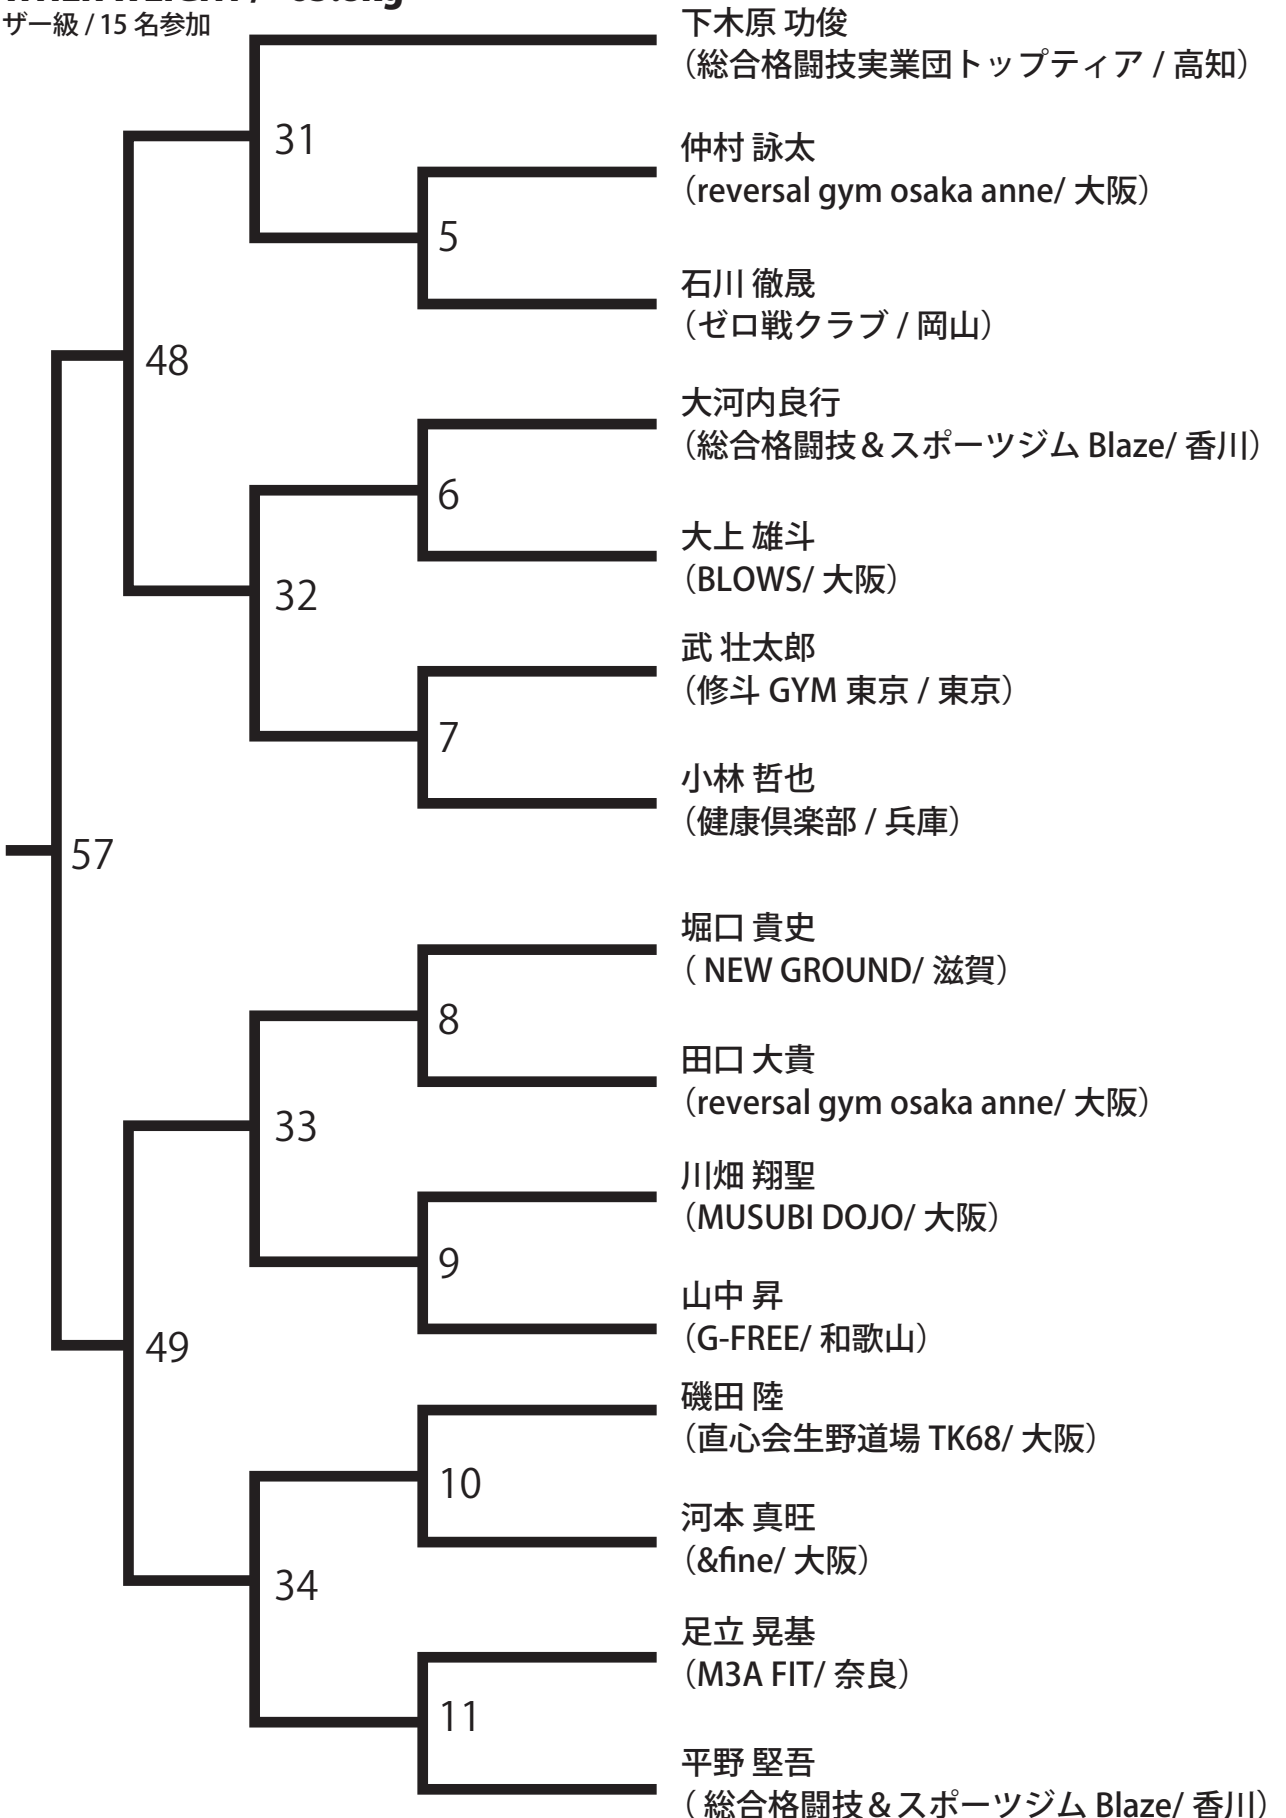 ザー級 / 15 名参加
下木原 功俊
（総合格闘技実業団トップティア / 高知）
31
仲村 詠太
（reversal gym osaka anne/ 大阪）
5
石川 徹晟
（ゼロ戦クラブ / 岡山）
48
大河内良行
（総合格闘技＆スポーツジム Blaze/ 香川）
6
大上 雄斗
（BLOWS/ 大阪）
32
武 壮太郎
（修斗 GYM 東京 / 東京）
7
小林 哲也
（健康倶楽部 / 兵庫）
57
堀口 貴史
（ NEW GROUND/ 滋賀）
8
田口 大貴
（reversal gym osaka anne/ 大阪）
33
川畑 翔聖
（MUSUBI DOJO/ 大阪）
9
山中 昇
（G-FREE/ 和歌山）
49
磯田 陸
（直心会生野道場 TK68/ 大阪）
10
河本 真旺
（&fine/ 大阪）
34
足立 晃基
（M3A FIT/ 奈良）
11
平野 堅吾
（ 総合格闘技＆スポーツジム Blaze/ 香川）